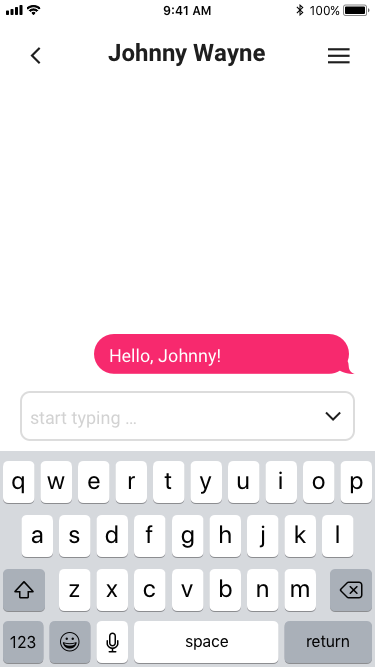 9:41 AM 100%
Johnny Wayne
Hello, Johnny!
start typing ...
q w e r t y u i o p
a s d f g h j k l
z x c v b n m
123 space return